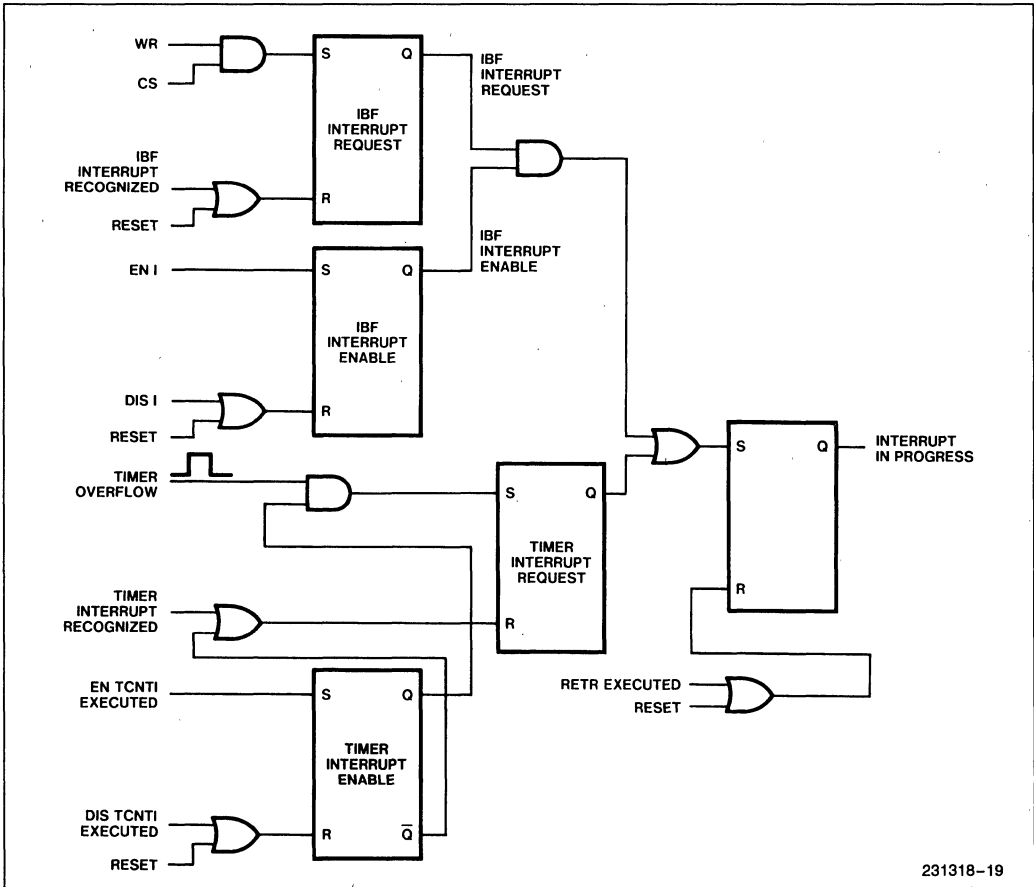 WR
CS
S
Q
IBF
INTERRUPT
REQUEST
IBF
INTERRUPT
REQUEST
IBF
INTERRUPT
RECOGNIZED
RESET
R
EN I
S
Q
IBF
INTERRUPT
ENABLE
IBF
INTERRUPT
ENABLE
DIS I
RESET
R
TIMER
OVERFLOW
S
Q
TIMER
INTERRUPT
REQUEST
R
S
Q
INTERRUPT
IN PROGRESS
R
TIMER
INTERRUPT
RECOGNIZED
EN TCNTI
EXECUTED
S
Q
TIMER
INTERRUPT
ENABLE
RETR EXECUTED
RESET
DIS TCNTI
EXECUTED
RESET
R
Q̅
231318–19